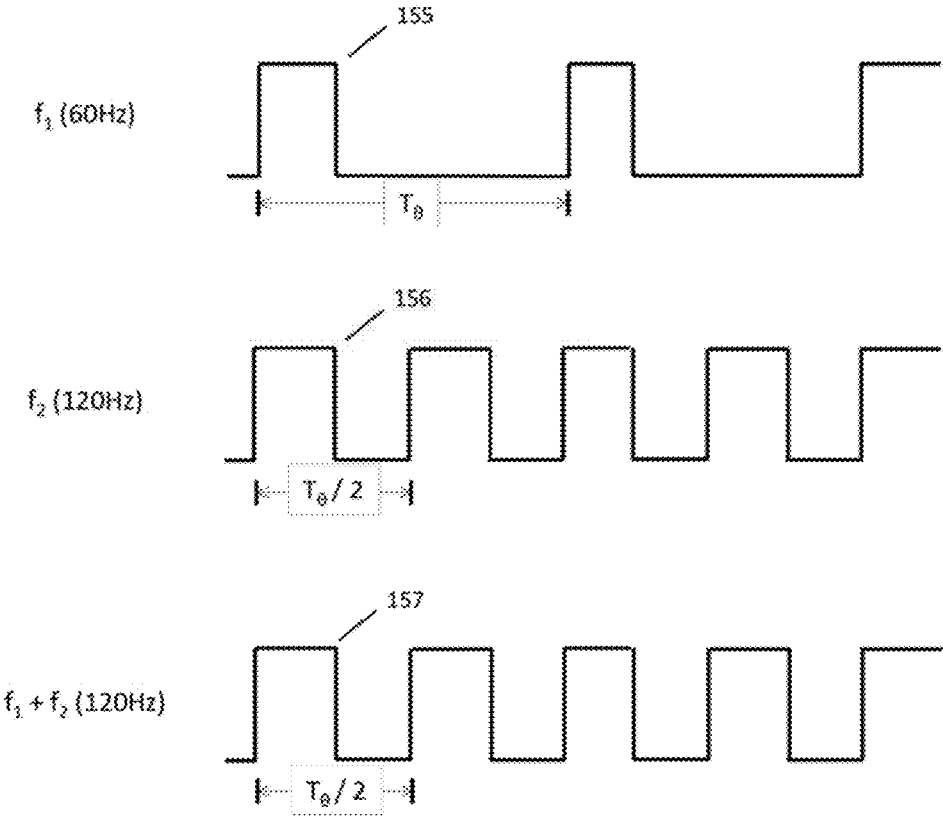 155
f₁ (60Hz)
T₀
156
f₂ (120Hz)
T₀ / 2
157
f₁ + f₂ (120Hz)
T₀ / 2